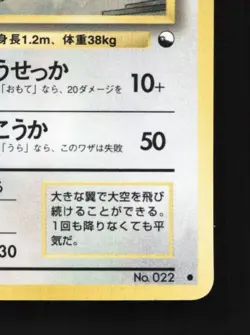 身長1.2m、体重38kg
うせっか
10+
「おもて」なら、20ダメージを
こうか
50
「うら」なら、このワザは失敗
30
大きな翼で大空を飛び
続けることができる。
1回も降りなくても平
気だ。
No. 022 ●